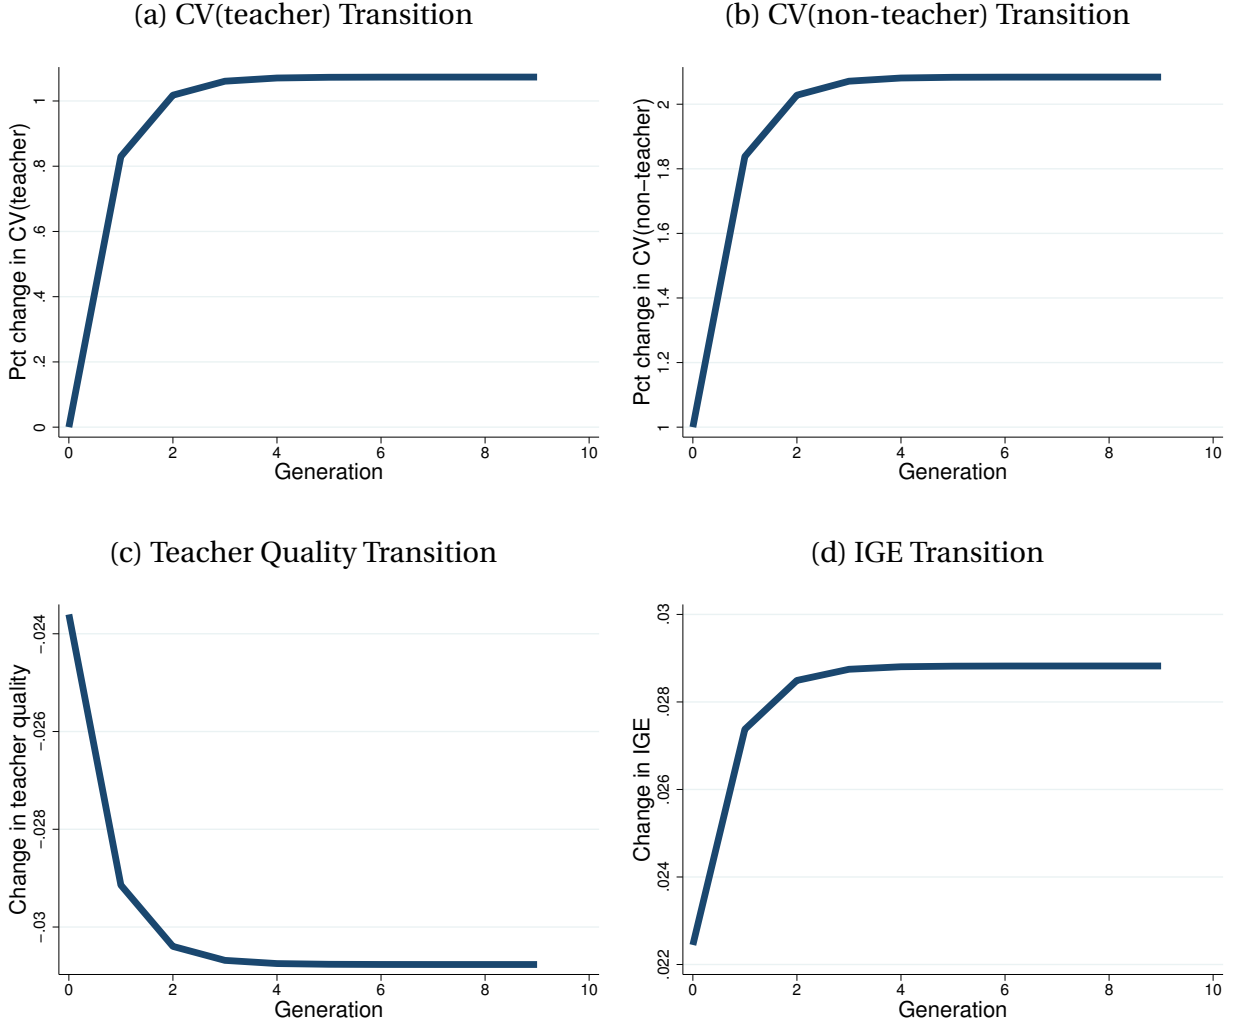 (a) CV(teacher) Transition
Pct change in CV(teacher)
1
.8
.6
.4
.2
0
0 2 4 6 8 10
Generation
(b) CV(non-teacher) Transition
Pct change in CV(non−teacher)
2
1.8
1.6
1.4
1.2
1
0 2 4 6 8 10
Generation
(c) Teacher Quality Transition
Change in teacher quality
−.024
−.026
−.028
−.03
0 2 4 6 8 10
Generation
(d) IGE Transition
Change in IGE
.03
.028
.026
.024
.022
0 2 4 6 8 10
Generation